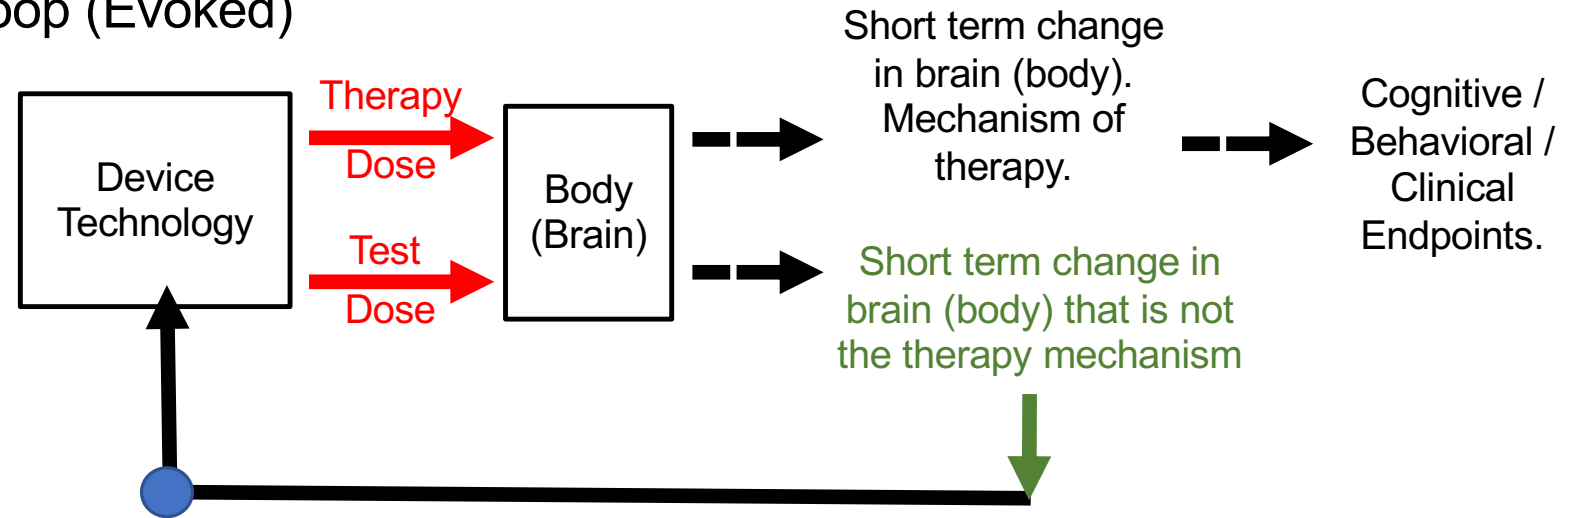 (Evoked)
Device
Technology
Therapy
Dose
Test
Dose
Body
(Brain)
Short term change
in brain (body).
Mechanism of
therapy.
Cognitive /
Behavioral /
Clinical
Endpoints.
Short term change in
brain (body) that is not
the therapy mechanism